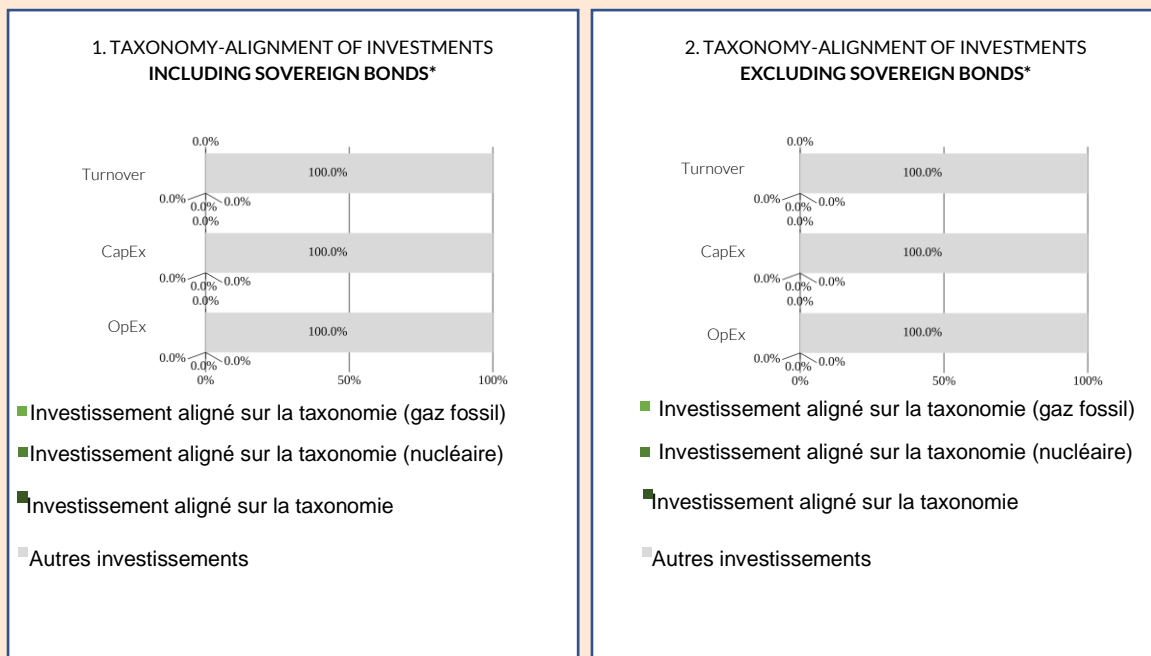 1. TAXONOMY-ALIGNMENT OF INVESTMENTS
INCLUDING SOVEREIGN BONDS*
0.0%
Turnover
100.0%
0.0%
0.0%
0.0%
0.0%
CapEx
100.0%
0.0%
0.0%
0.0%
0.0%
OpEx
100.0%
0.0%
0.0%
0.0%
0%
50%
100%
Investissement aligné sur la taxonomie (gaz fossil)
Investissement aligné sur la taxonomie (nucléaire)
Investissement aligné sur la taxonomie
Autres investissements
2. TAXONOMY-ALIGNMENT OF INVESTMENTS
EXCLUDING SOVEREIGN BONDS*
0.0%
Turnover
100.0%
0.0%
0.0%
0.0%
0.0%
CapEx
100.0%
0.0%
0.0%
0.0%
0.0%
OpEx
100.0%
0.0%
0.0%
0.0%
0%
50%
100%
Investissement aligné sur la taxonomie (gaz fossil)
Investissement aligné sur la taxonomie (nucléaire)
Investissement aligné sur la taxonomie
Autres investissements